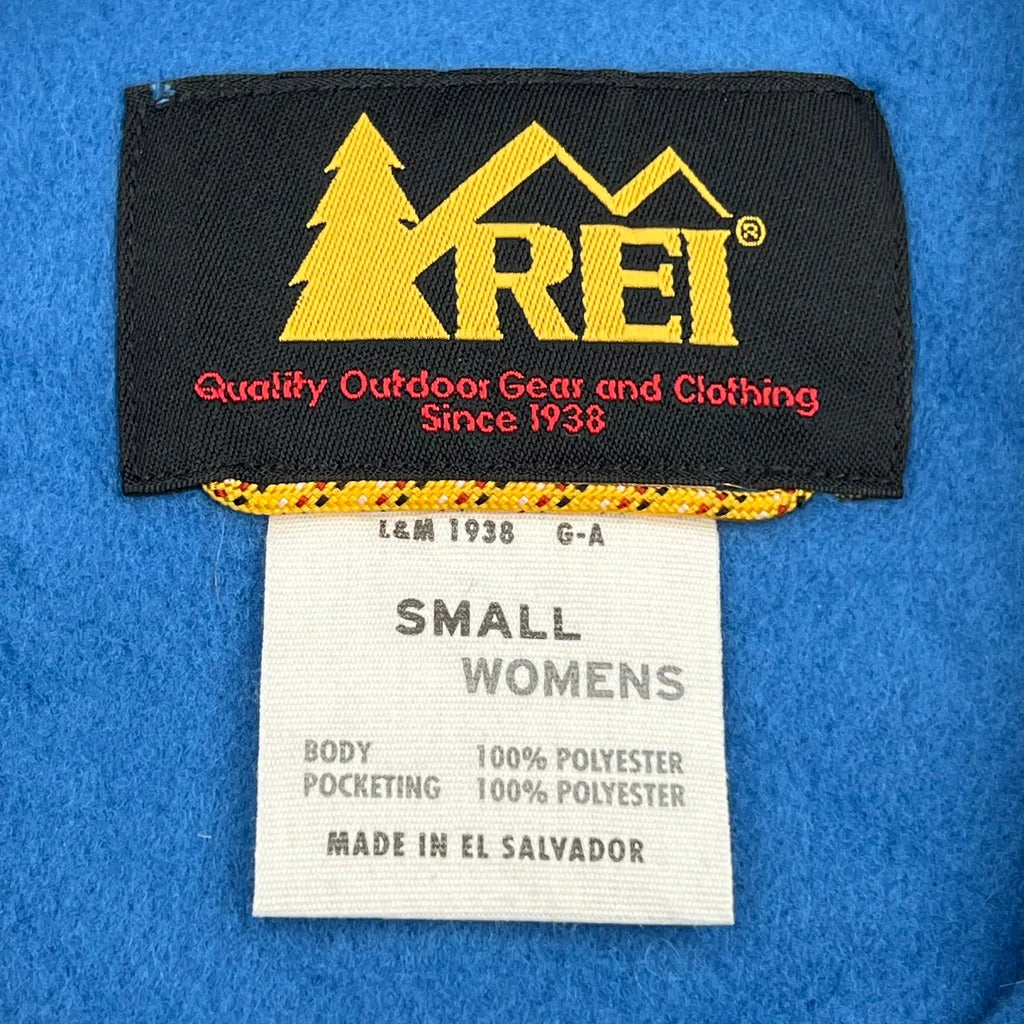 REI®
Quality Outdoor Gear and Clothing
Since 1938
L&M 1938 G-A
SMALL
WOMENS
BODY 100% POLYESTER
POCKETING 100% POLYESTER
MADE IN EL SALVADOR